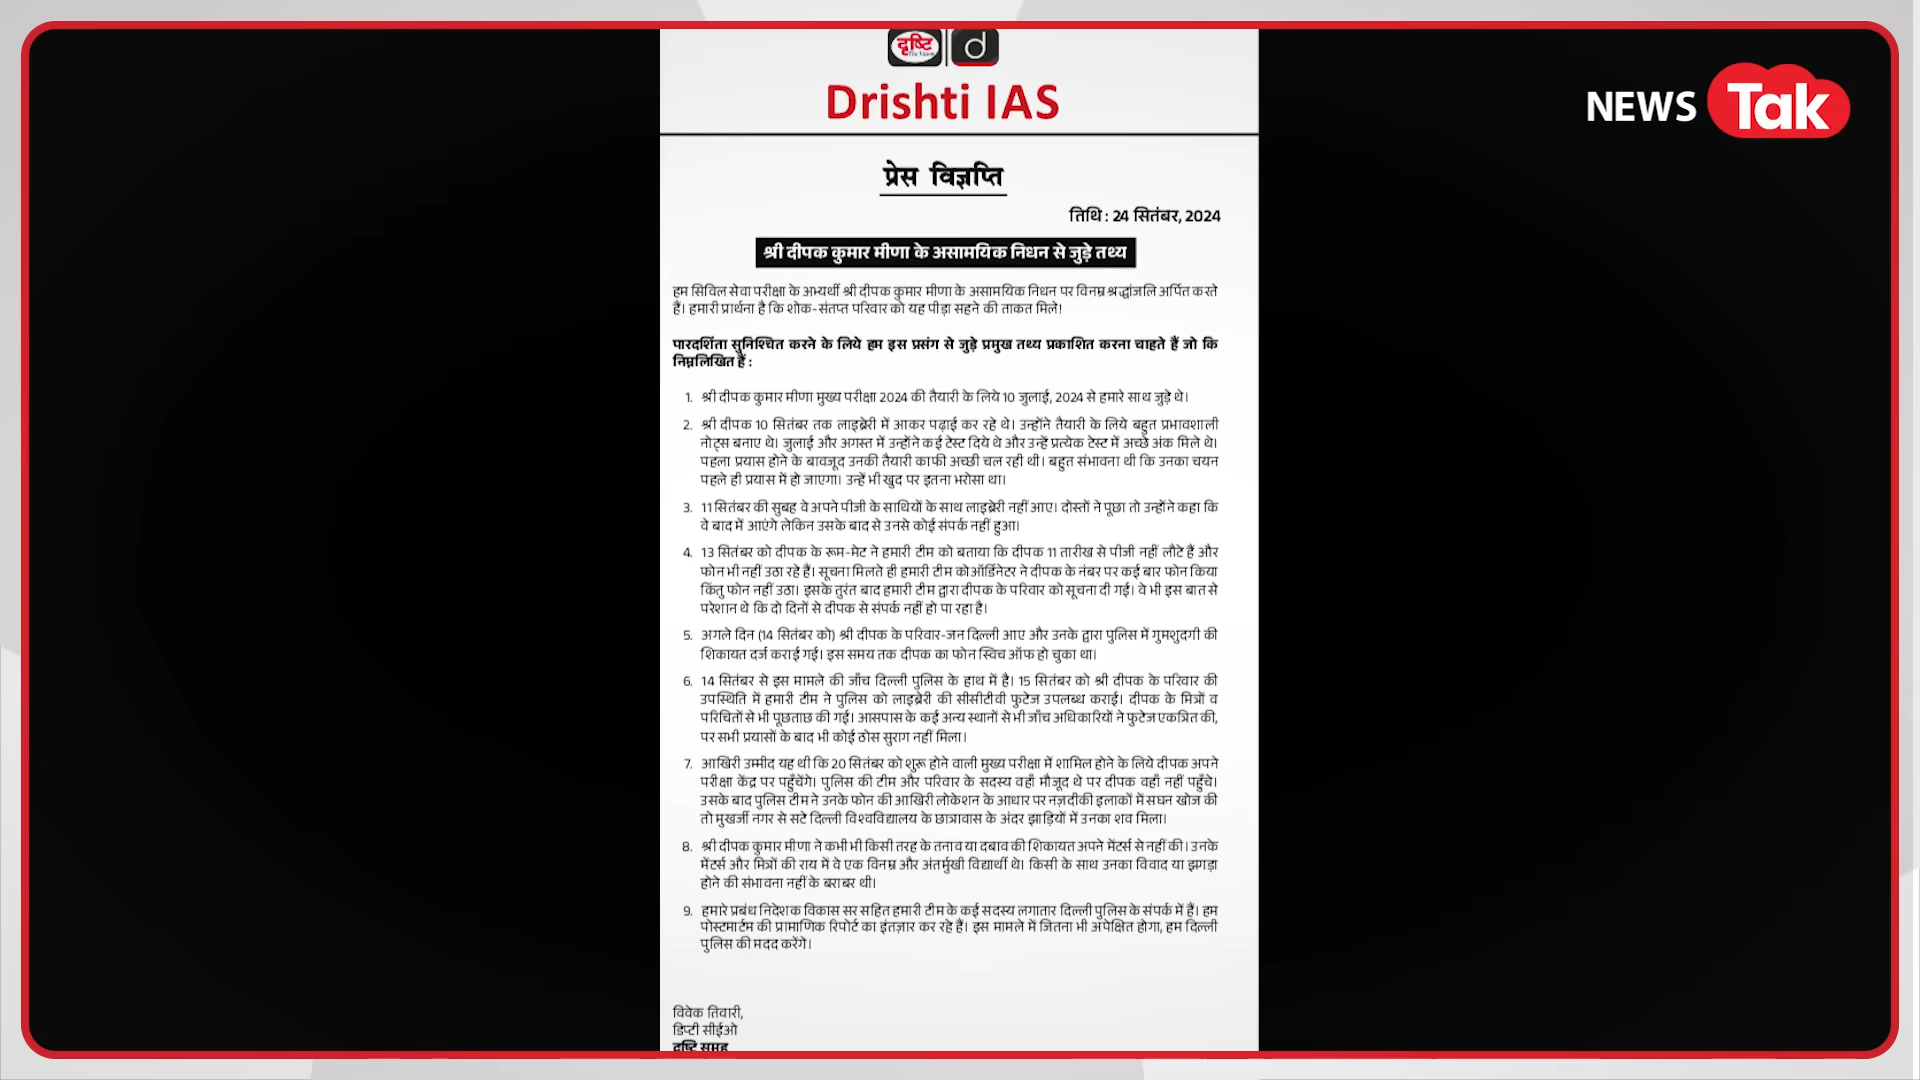 दृष्टि
The Vision
d
NEWS Tak
Drishti IAS
प्रेस विज्ञप्ति
तिथि : 24 सितंबर, 2024
श्री दीपक कुमार मीणा के असामयिक निधन से जुड़े तथ्य
हम सिविल सेवा परीक्षा के अभ्यर्थी श्री दीपक कुमार मीणा के असामयिक निधन पर विनम्र श्रद्धांजलि अर्पित करते
हैं। हमारी प्रार्थना है कि शोक-संतप्त परिवार को यह पीड़ा सहने की ताकत मिले!
पारदर्शिता सुनिश्चित करने के लिये हम इस प्रसंग से जुड़े प्रमुख तथ्य प्रकाशित करना चाहते हैं जो कि
निम्नलिखित हैं :
1. श्री दीपक कुमार मीणा मुख्य परीक्षा 2024 की तैयारी के लिये 10 जुलाई, 2024 से हमारे साथ जुड़े थे।
2. श्री दीपक 10 सितंबर तक लाइब्रेरी में आकर पढ़ाई कर रहे थे। उन्होंने तैयारी के लिये बहुत प्रभावशाली
नोट्स बनाए थे। जुलाई और अगस्त में उन्होंने कई टेस्ट दिये थे और उन्हें प्रत्येक टेस्ट में अच्छे अंक मिले थे।
पहला प्रयास होने के बावजूद उनकी तैयारी काफी अच्छी चल रही थी। बहुत संभावना थी कि उनका चयन
पहले ही प्रयास में हो जाएगा। उन्हें भी खुद पर इतना भरोसा था।
3. 11 सितंबर की सुबह वे अपने पीजी के साथियों के साथ लाइब्रेरी नहीं आए। दोस्तों ने पूछा तो उन्होंने कहा कि
वे बाद में आएंगे लेकिन उसके बाद से उनसे कोई संपर्क नहीं हुआ।
4. 13 सितंबर को दीपक के रूम-मेट ने हमारी टीम को बताया कि दीपक 11 तारीख से पीजी नहीं लौटे हैं और
फोन भी नहीं उठा रहे हैं। सूचना मिलते ही हमारी टीम कोऑर्डिनेटर ने दीपक के नंबर पर कई बार फोन किया
किंतु फोन नहीं उठा। इसके तुरंत बाद हमारी टीम द्वारा दीपक के परिवार को सूचना दी गई। वे भी इस बात से
परेशान थे कि दो दिनों से दीपक से संपर्क नहीं हो पा रहा है।
5. अगले दिन (14 सितंबर को) श्री दीपक के परिवार-जन दिल्ली आए और उनके द्वारा पुलिस में गुमशुदगी की
शिकायत दर्ज कराई गई। इस समय तक दीपक का फोन स्विच ऑफ हो चुका था।
6. 14 सितंबर से इस मामले की जाँच दिल्ली पुलिस के हाथ में है। 15 सितंबर को श्री दीपक के परिवार की
उपस्थिति में हमारी टीम ने पुलिस को लाइब्रेरी की सीसीटीवी फुटेज उपलब्ध कराई। दीपक के मित्रों व
परिचितों से भी पूछताछ की गई। आसपास के कई अन्य स्थानों से भी जाँच अधिकारियों ने फुटेज एकत्रित की,
पर सभी प्रयासों के बाद भी कोई ठोस सुराग नहीं मिला।
7. आखिरी उम्मीद यह थी कि 20 सितंबर को शुरू होने वाली मुख्य परीक्षा में शामिल होने के लिये दीपक अपने
परीक्षा केंद्र पर पहुँचेंगे। पुलिस की टीम और परिवार के सदस्य वहाँ मौजूद थे पर दीपक वहाँ नहीं पहुँचे।
उसके बाद पुलिस टीम ने उनके फोन की आखिरी लोकेशन के आधार पर नज़दीकी इलाकों में सघन खोज की
तो मुखर्जी नगर से सटे दिल्ली विश्वविद्यालय के छात्रावास के अंदर झाड़ियों में उनका शव मिला।
8. श्री दीपक कुमार मीणा ने कभी भी किसी तरह के तनाव या दबाव की शिकायत अपने मेंटर्स से नहीं की। उनके
मेंटर्स और मित्रों की राय में वे एक विनम्र और अंतर्मुखी विद्यार्थी थे। किसी के साथ उनका विवाद या झगड़ा
होने की संभावना नहीं के बराबर थी।
9. हमारे प्रबंध निदेशक विकास सर सहित हमारी टीम के कई सदस्य लगातार दिल्ली पुलिस के संपर्क में हैं। हम
पोस्टमार्टम की प्रामाणिक रिपोर्ट का इंतज़ार कर रहे हैं। इस मामले में जितना भी अपेक्षित होगा, हम दिल्ली
पुलिस की मदद करेंगे।
विवेक तिवारी,
डिप्टी सीईओ
दृष्टि समूह